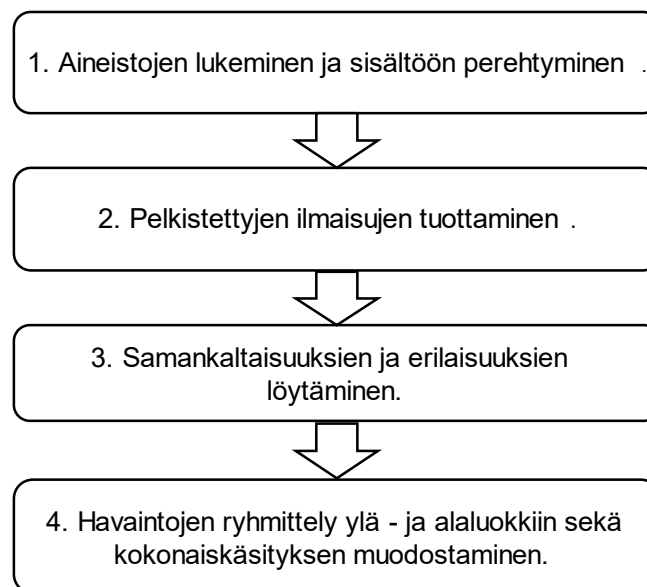 1. Aineistojen lukeminen ja sisältöön perehtyminen .
2. Pelkistettyjen ilmaisujen tuottaminen .
3. Samankaltaisuuksien ja erilaisuuksien
löytäminen.
4. Havaintojen ryhmittely ylä - ja alaluokkiin sekä
kokonaiskäsityksen muodostaminen.